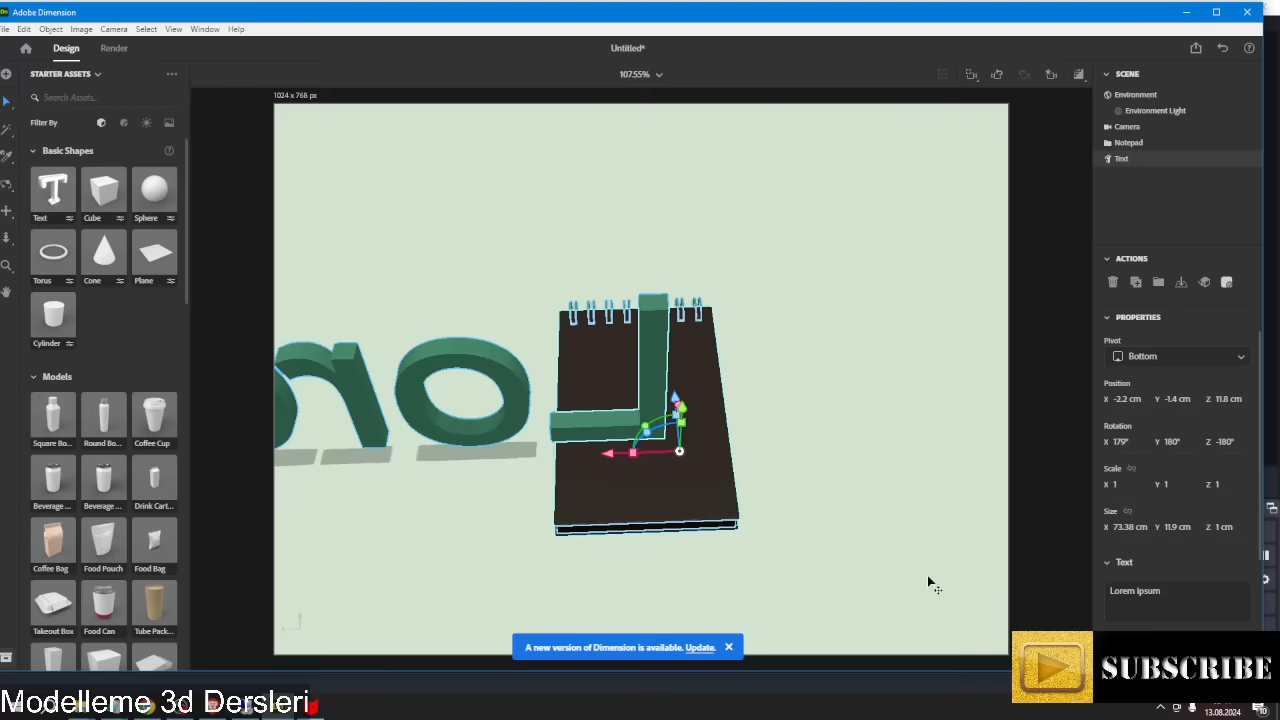 Adobe Dimension
File Edit Object Image Camera Select View Window Help
Design Render Untitled*
STARTER ASSETS
107.55%
SCENE
1024 x 768 px
Search Assets...
Environment
Environment Light
Filter By
Camera
Basic Shapes
Notepad
Text
Text Cube Sphere
ACTIONS
Torus Cone Plane
PROPERTIES
Pivot
Cylinder
Bottom
Models
Position
X -2.2 cm Y -1.4 cm Z 11.8 cm
Rotation
Square Bo... Round Bo... Coffee Cup
X 179° Y 180° Z -180°
Scale
X 1 Y 1 Z 1
Beverage ... Beverage ... Drink Cart...
Size
X 73.38 cm Y 11.9 cm Z 1 cm
Coffee Bag Food Pouch Food Bag
Text
Lorem ipsum
Takeout Box Food Can Tube Pack...
A new version of Dimension is available. Update.
SUBSCRIBE
Modelleme 3d Dersleri
13.08.2024
10